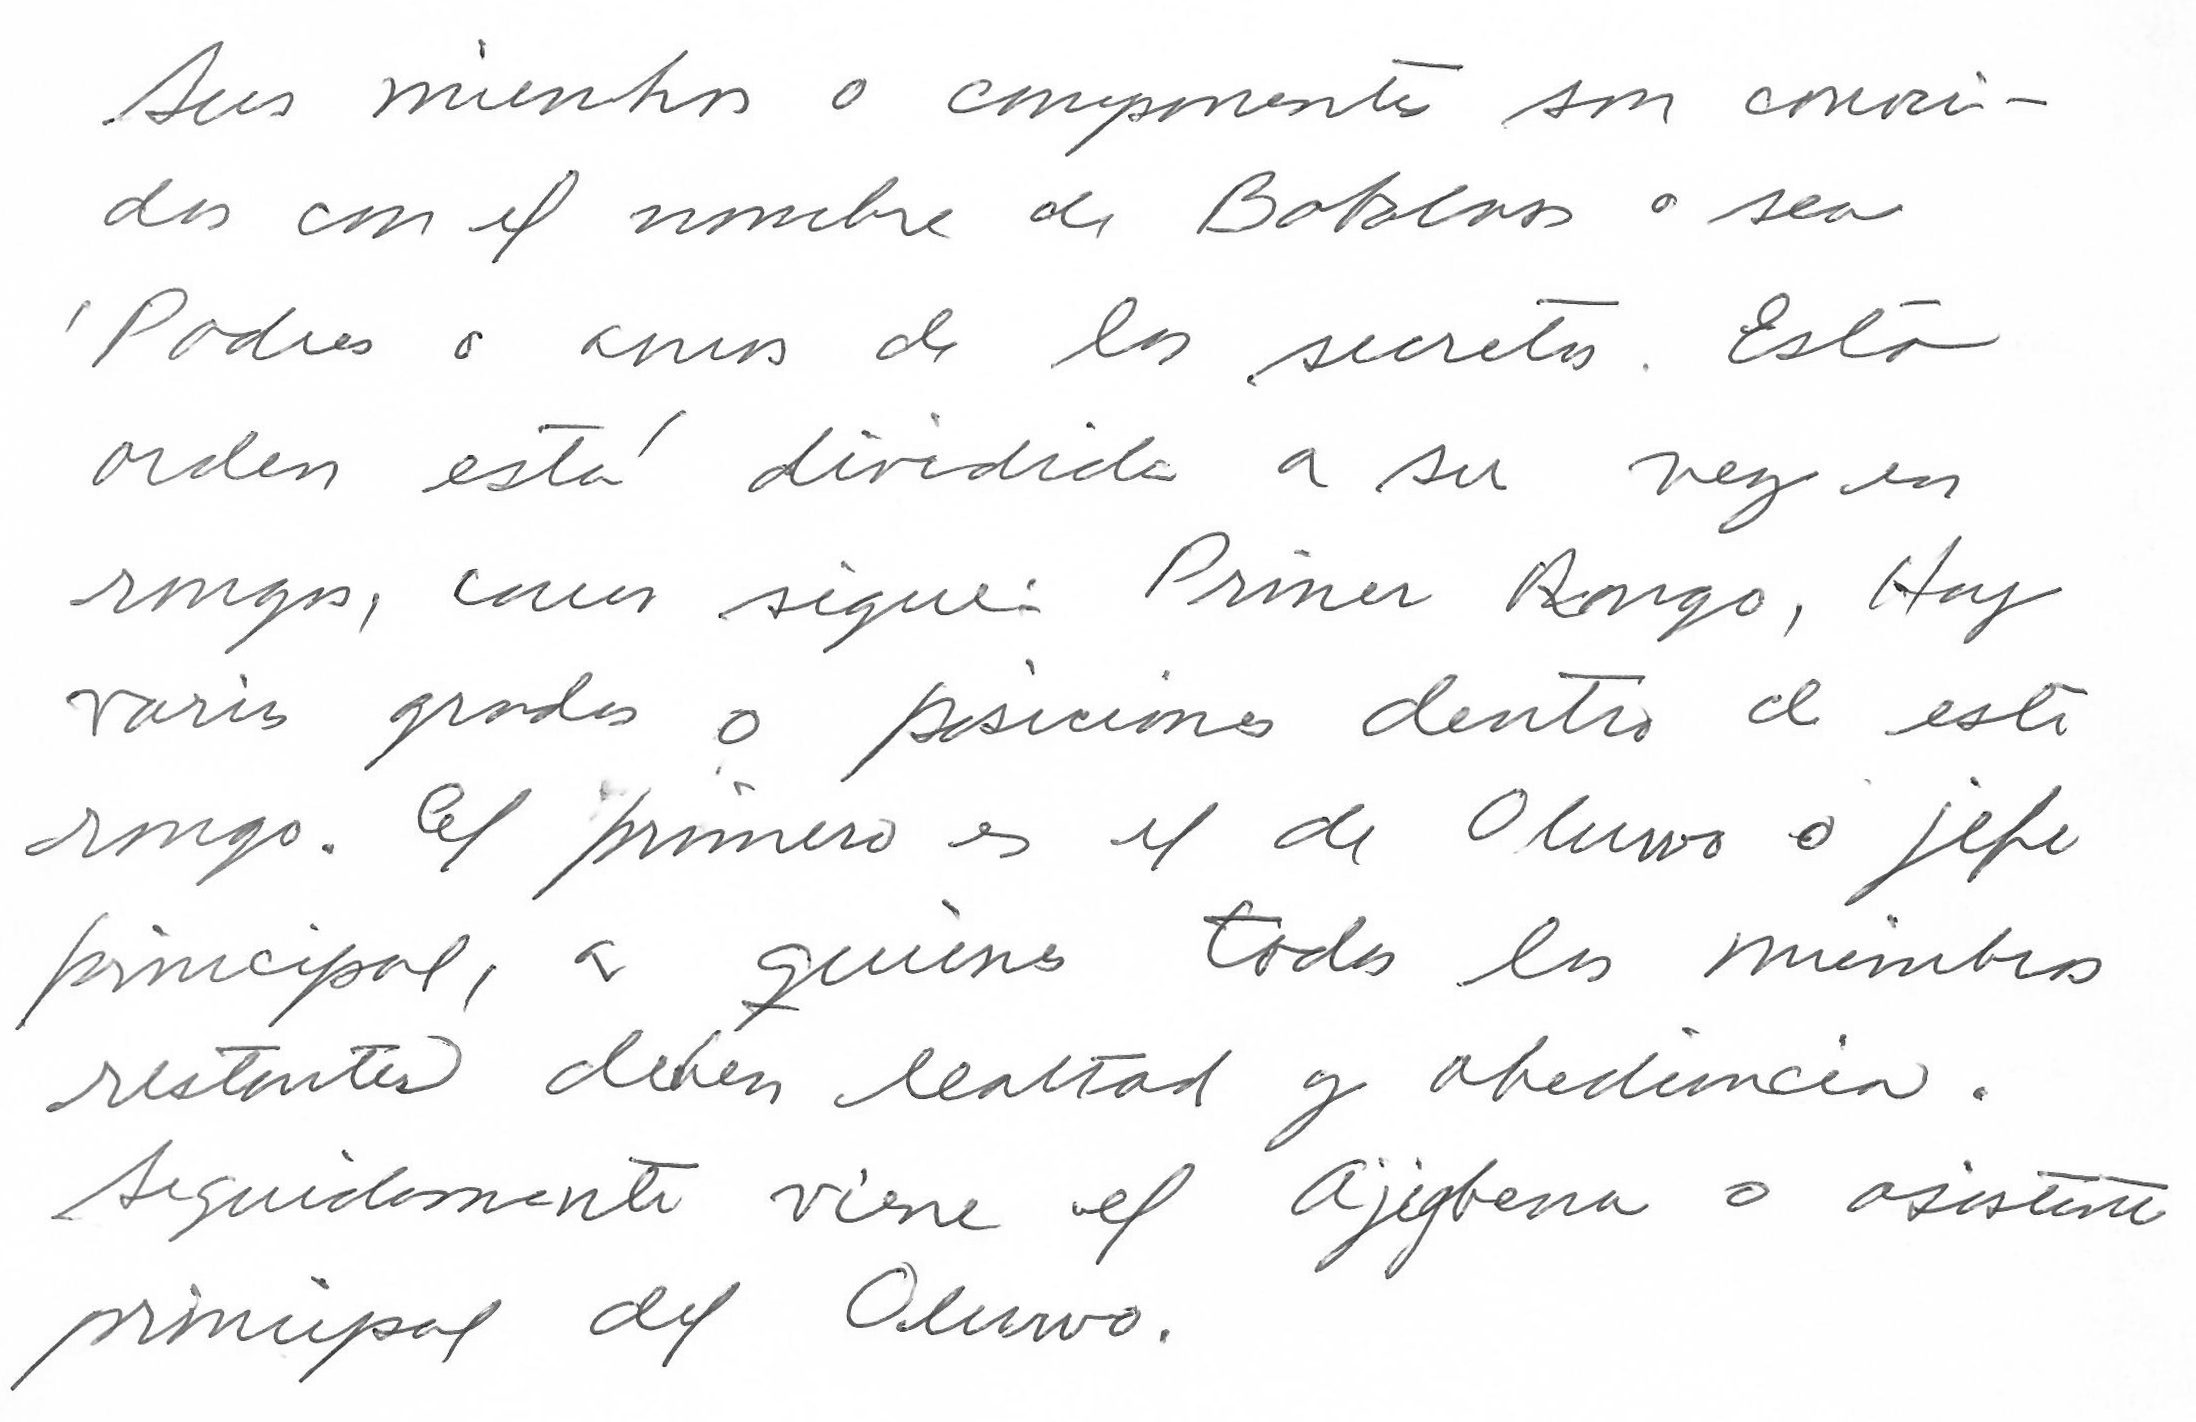 Sus miembros o componentes son conoci-
dos con el nombre de Babalaos o sea
'Padres o amos de los secretos. Esta
orden está dividida a su vez en
rangos, como sigue: Primer Rango, Hay
varios grados o posiciones dentro de este
rango. El primero es el de Oluwo o jefe
principal, a quienes todos los miembros
restantes deben lealtad y obediencia.
Seguidamente viene el Ajigbona o asistente
principal del Oluwo.